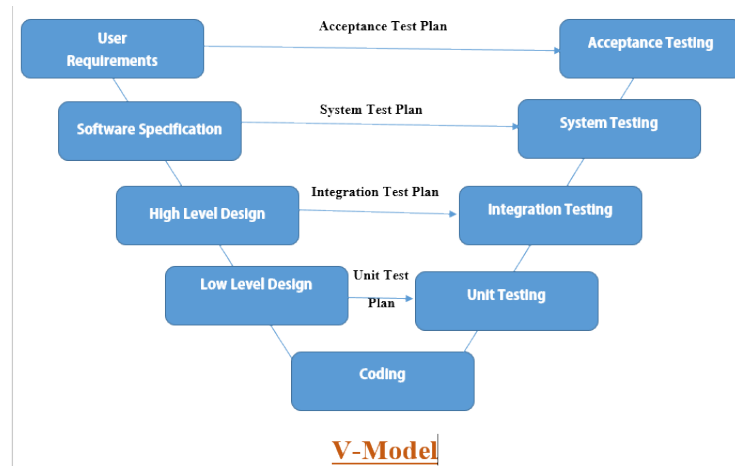 User
Requirements
Acceptance Test Plan
Acceptance Testing
Software Specification
System Test Plan
System Testing
High Level Design
Integration Test Plan
Integration Testing
Low Level Design
Unit Test
Plan
Unit Testing
Coding
V-Model